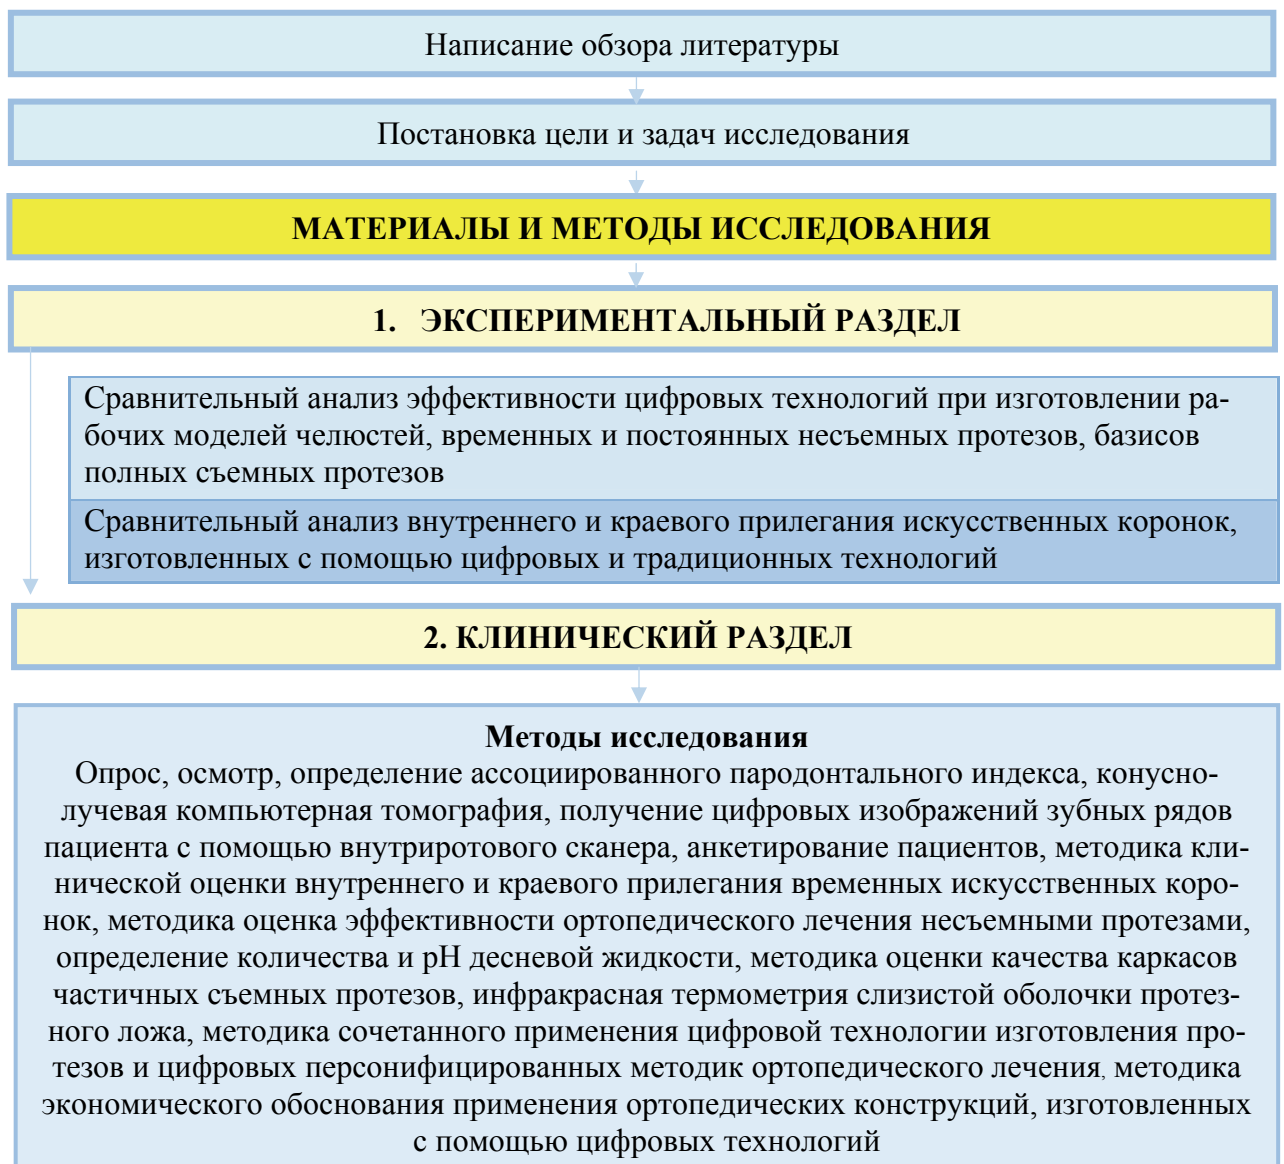 Написание обзора литературы
Постановка цели и задач исследования
МАТЕРИАЛЫ И МЕТОДЫ ИССЛЕДОВАНИЯ
1. ЭКСПЕРИМЕНТАЛЬНЫЙ РАЗДЕЛ
Сравнительный анализ эффективности цифровых технологий при изготовлении ра-
бочих моделей челюстей, временных и постоянных несъемных протезов, базисов
полных съемных протезов
Сравнительный анализ внутреннего и краевого прилегания искусственных коронок,
изготовленных с помощью цифровых и традиционных технологий
2. КЛИНИЧЕСКИЙ РАЗДЕЛ
Методы исследования
Опрос, осмотр, определение ассоциированного пародонтального индекса, конусно-
лучевая компьютерная томография, получение цифровых изображений зубных рядов
пациента с помощью внутриротового сканера, анкетирование пациентов, методика кли-
нической оценки внутреннего и краевого прилегания временных искусственных коро-
нок, методика оценка эффективности ортопедического лечения несъемными протезами,
определение количества и pH десневой жидкости, методика оценки качества каркасов
частичных съемных протезов, инфракрасная термометрия слизистой оболочки протез-
ного ложа, методика сочетанного применения цифровой технологии изготовления про-
тезов и цифровых персонифицированных методик ортопедического лечения, методика
экономического обоснования применения ортопедических конструкций, изготовленных
с помощью цифровых технологий